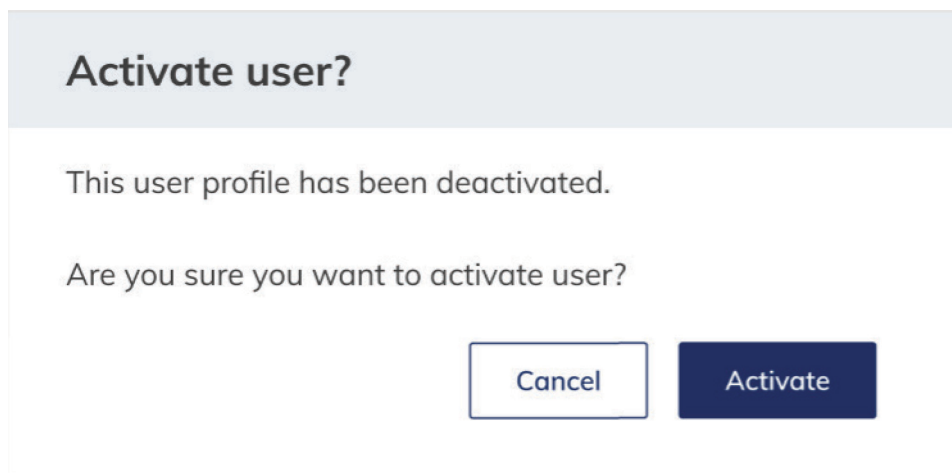 Activate user?
This user profile has been deactivated.
Are you sure you want to activate user?
Cancel
Activate